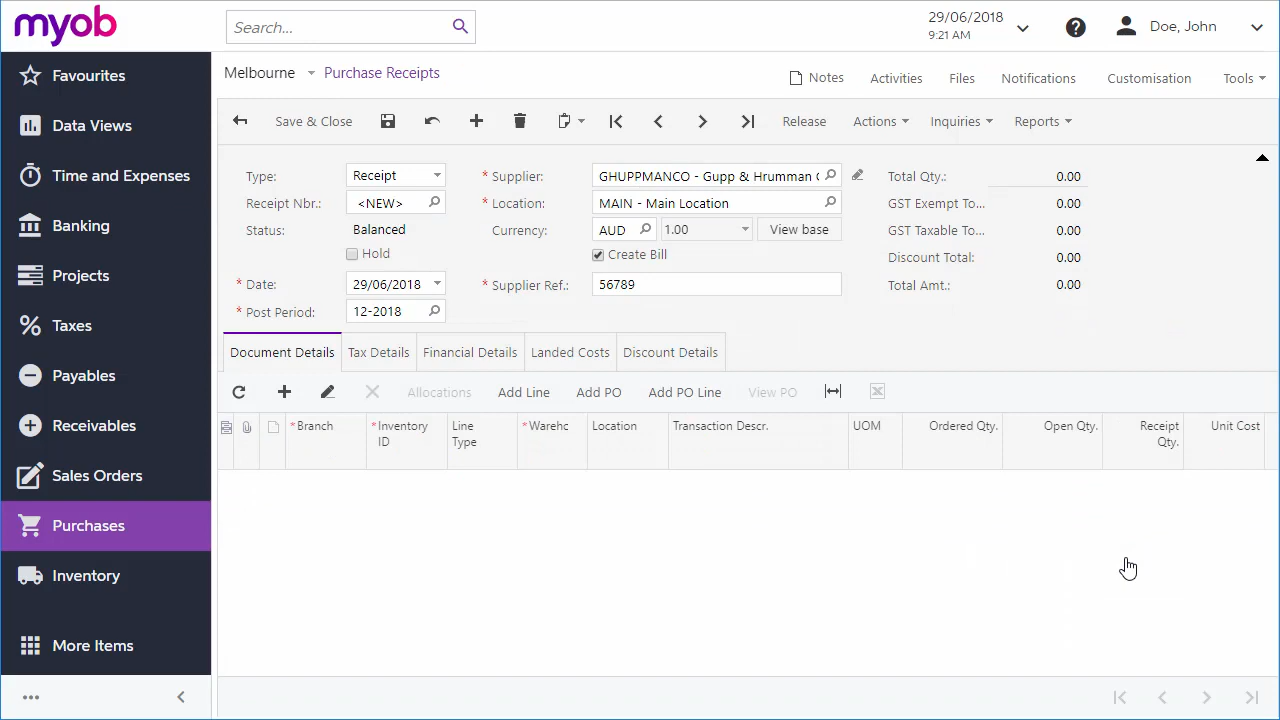 myob
Search...
29/06/2018
9:21 AM
Doe, John
Favourites
Data Views
Time and Expenses
Banking
Projects
Taxes
Payables
Receivables
Sales Orders
Purchases
Inventory
More Items
Melbourne Purchase Receipts
Notes Activities Files Notifications Customisation Tools
Save & Close Release Actions Inquiries Reports
Type: Receipt
Receipt Nbr.: <NEW>
Status: Balanced
Hold
* Date: 29/06/2018
* Post Period: 12-2018
* Supplier: GHUPPMANCO - Gupp & Hrumman
* Location: MAIN - Main Location
Currency: AUD 1.00 View base
Create Bill
* Supplier Ref.: 56789
Total Qty.: 0.00
GST Exempt To... 0.00
GST Taxable To... 0.00
Discount Total: 0.00
Total Amt.: 0.00
Document Details Tax Details Financial Details Landed Costs Discount Details
Allocations Add Line Add PO Add PO Line View PO
* Branch
* Inventory
ID
Line
Type
* Warehc
Location
Transaction Descr.
UOM
Ordered Qty.
Open Qty.
Receipt
Qty.
Unit Cost